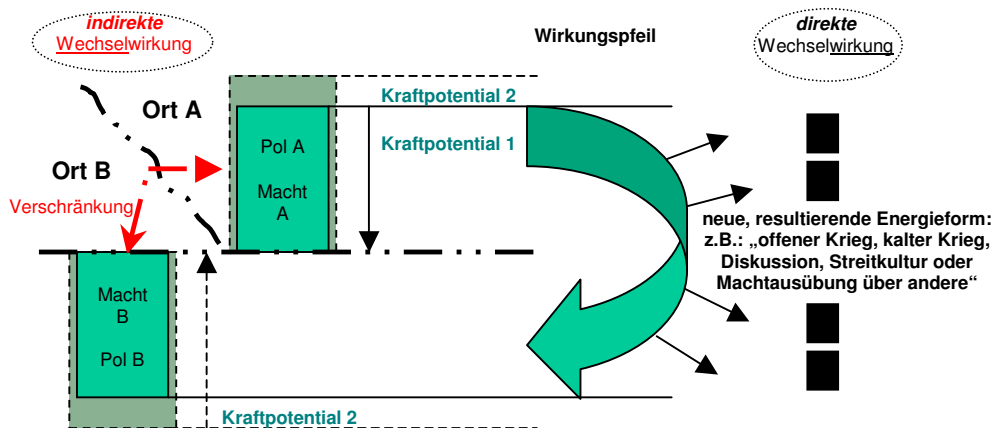 indirekte
Wechselwirkung
Wirkungspfeil
direkte
Wechselwirkung
Kraftpotential 2
Ort A
Kraftpotential 1
Pol A
Macht
A
Ort B
Verschränkung
neue, resultierende Energieform:
z.B.: „offener Krieg, kalter Krieg,
Diskussion, Streitkultur oder
Machtausübung über andere“
Macht
B
Pol B
Kraftpotential 2